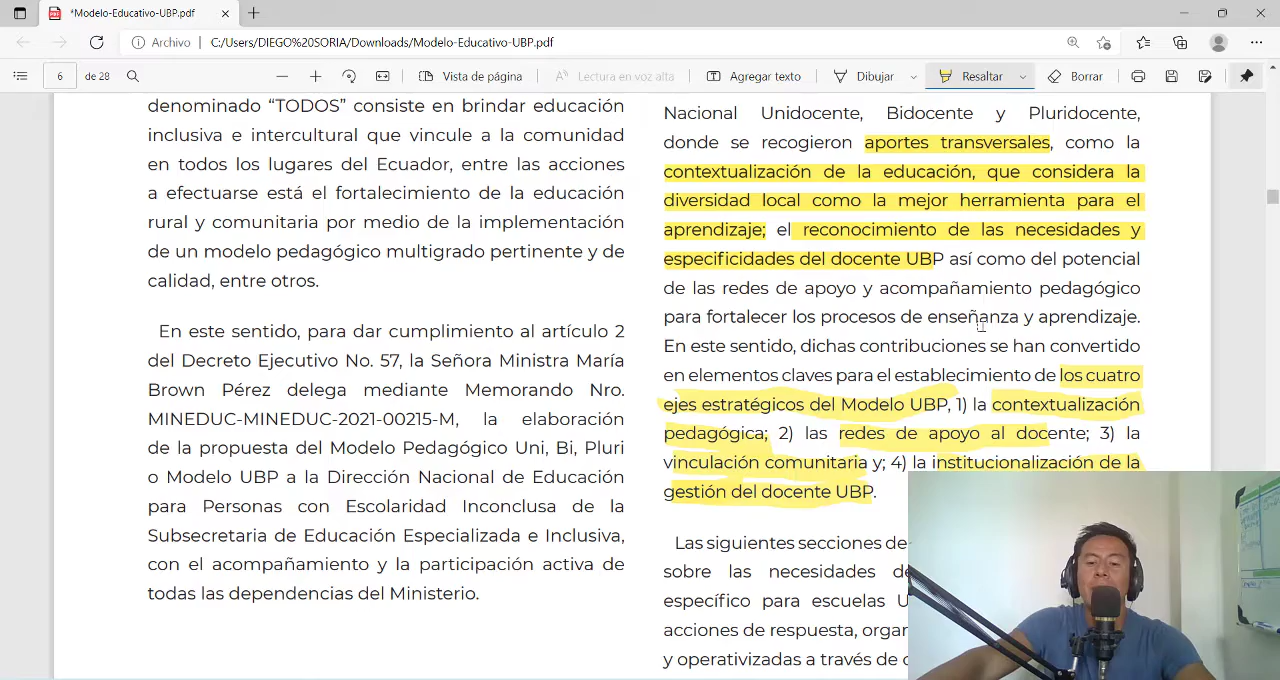 *Modelo-Educativo-UBP.pdf
Archivo
C:/Users/DIEGO%20SORIA/Downloads/Modelo-Educativo-UBP.pdf
6 de 28
Vista de página
Lectura en voz alta
Agregar texto
Dibujar
Resaltar
Borrar
denominado “TODOS” consiste en brindar educación
inclusiva e intercultural que vincule a la comunidad
en todos los lugares del Ecuador, entre las acciones
a efectuarse está el fortalecimiento de la educación
rural y comunitaria por medio de la implementación
de un modelo pedagógico multigrado pertinente y de
calidad, entre otros.
En este sentido, para dar cumplimiento al artículo 2
del Decreto Ejecutivo No. 57, la Señora Ministra María
Brown Pérez delega mediante Memorando Nro.
MINEDUC-MINEDUC-2021-00215-M, la elaboración
de la propuesta del Modelo Pedagógico Uni, Bi, Pluri
o Modelo UBP a la Dirección Nacional de Educación
para Personas con Escolaridad Inconclusa de la
Subsecretaria de Educación Especializada e Inclusiva,
con el acompañamiento y la participación activa de
todas las dependencias del Ministerio.
Nacional Unidocente, Bidocente y Pluridocente,
donde se recogieron aportes transversales, como la
contextualización de la educación, que considera la
diversidad local como la mejor herramienta para el
aprendizaje; el reconocimiento de las necesidades y
especificidades del docente UBP así como del potencial
de las redes de apoyo y acompañamiento pedagógico
para fortalecer los procesos de enseñanza y aprendizaje.
En este sentido, dichas contribuciones se han convertido
en elementos claves para el establecimiento de los cuatro
ejes estratégicos del Modelo UBP, 1) la contextualización
pedagógica; 2) las redes de apoyo al docente; 3) la
vinculación comunitaria y; 4) la institucionalización de la
gestión del docente UBP.
Las siguientes secciones de
sobre las necesidades
específico para escuelas
acciones de respuesta,
y operativizadas a través de